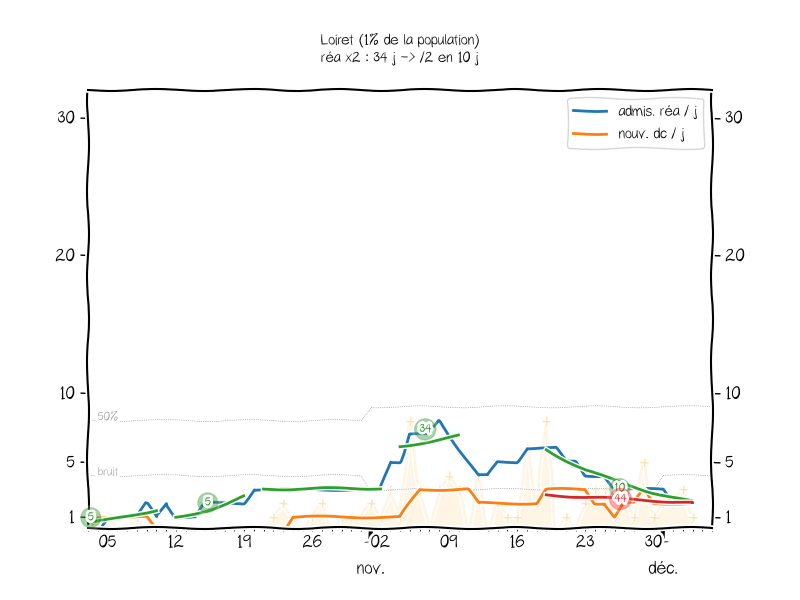 Loiret (1% de la population)
réa x2 : 34 j -> /2 en 10 j
admis. réa / j
nouv. dc / j
30 30
20 20
10 10
50%
34
5 5
bruit
10
44
5
5
1 1
05 12 19 26 02 09 16 23 30
nov. déc.